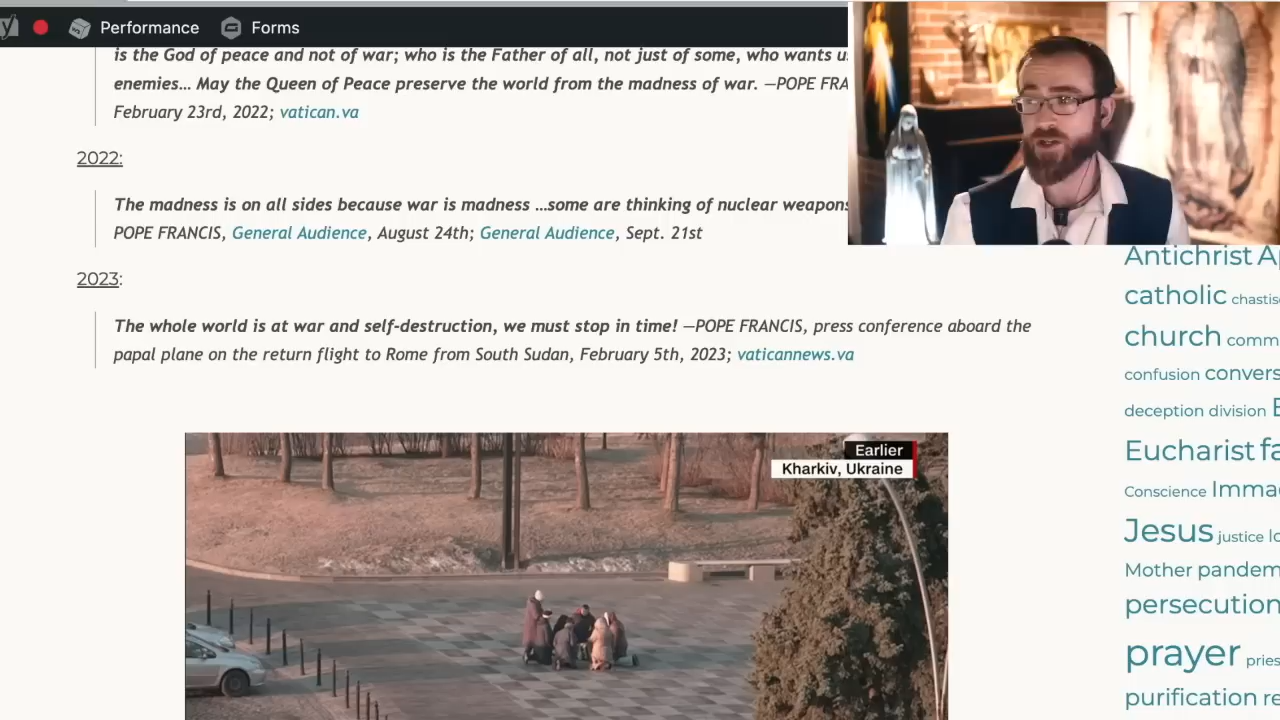 Performance
Forms
is the God of peace and not of war; who is the Father of all, not just of some, who wants
enemies… May the Queen of Peace preserve the world from the madness of war. —POPE
February 23rd, 2022; vatican.va
2022:
The madness is on all sides because war is madness …some are thinking of nuclear weapons
POPE FRANCIS, General Audience, August 24th; General Audience, Sept. 21st
2023:
The whole world is at war and self-destruction, we must stop in time! —POPE FRANCIS, press conference aboard the
papal plane on the return flight to Rome from South Sudan, February 5th, 2023; vaticannews.va
Earlier
Kharkiv, Ukraine
Antichrist
catholic
church
confusion
deception division
Eucharist
Conscience
Jesus justice
Mother
persecution
prayer
purification